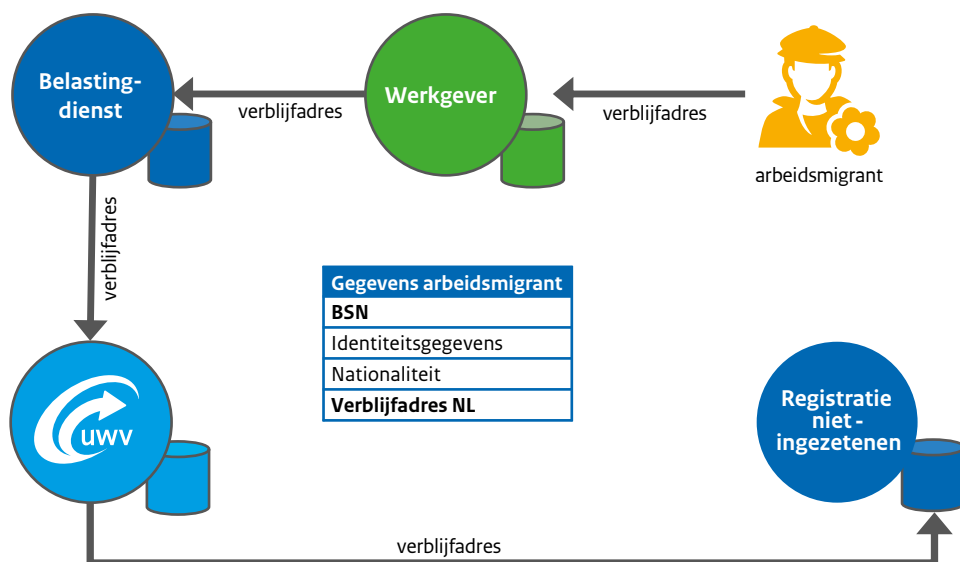 Belasting-
dienst
verblijfadres
Werkgever
verblijfadres
arbeidsmigrant
verblijfadres
Gegevens arbeidsmigrant
BSN
Identiteitsgegevens
Nationaliteit
Verblijfadres NL
uwv
Registratie
niet -
ingezetenen
verblijfadres